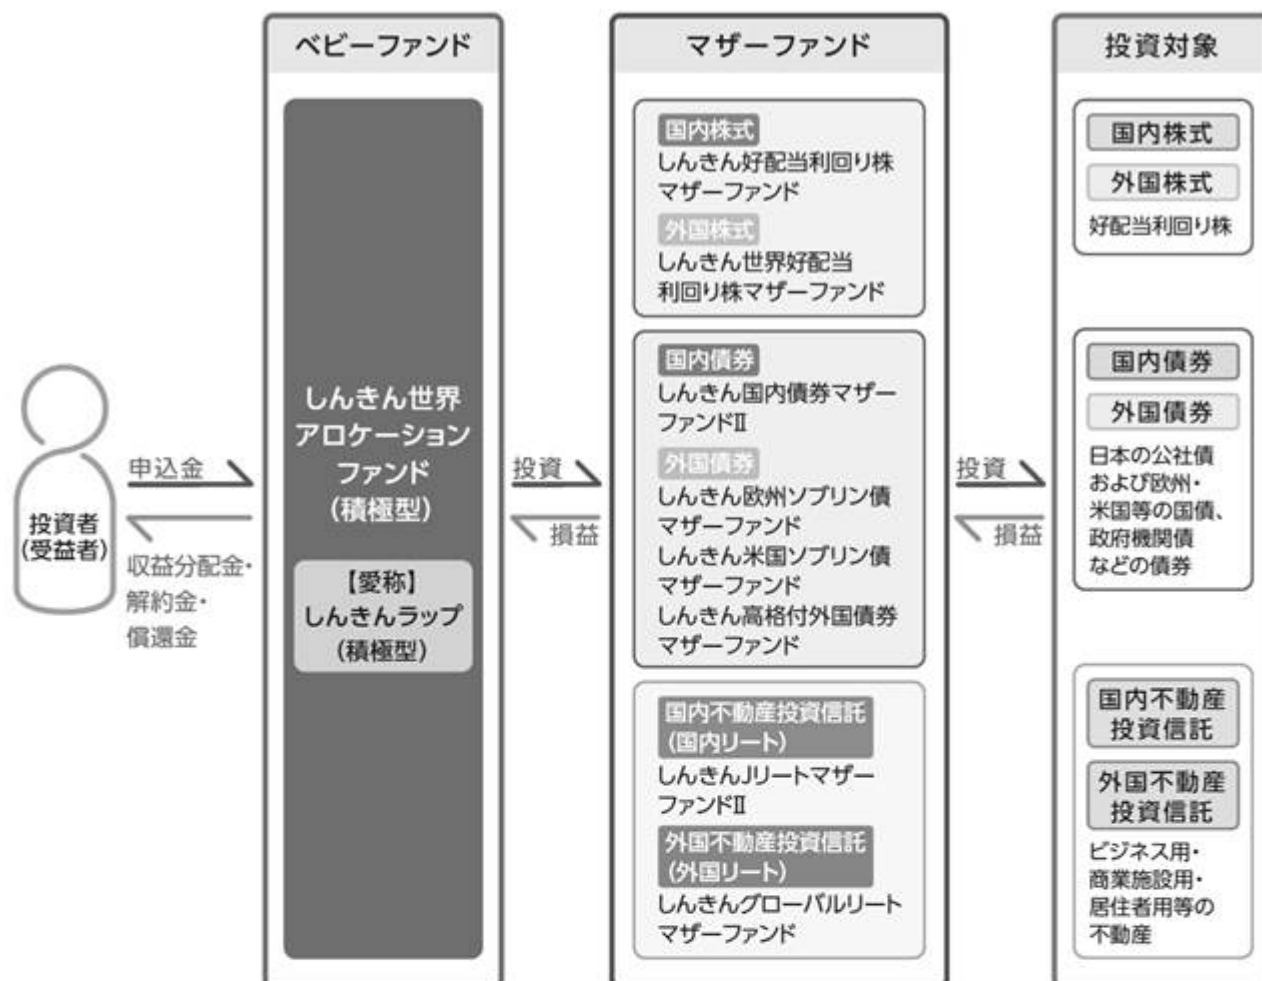 ベビーファンド
しんきん世界
アロケーション
ファンド
(積極型)
【愛称】
しんきんラップ
(積極型)
投資者
(受益者)
申込金
収益分配金・
解約金・
償還金
投資
損益
マザーファンド
国内株式
しんきん好配当利回り株
マザーファンド
外国株式
しんきん世界好配当
利回り株マザーファンド
国内債券
しんきん国内債券マザー
ファンドⅡ
外国債券
しんきん欧州ソブリン債
マザーファンド
しんきん米国ソブリン債
マザーファンド
しんきん高格付外国債券
マザーファンド
国内不動産投資信託
(国内リート)
しんきんJリートマザー
ファンドⅡ
外国不動産投資信託
(外国リート)
しんきんグローバルリート
マザーファンド
投資
損益
投資対象
国内株式
外国株式
好配当利回り株
国内債券
外国債券
日本の公社債
および欧州・
米国等の国債、
政府機関債
などの債券
国内不動産
投資信託
外国不動産
投資信託
ビジネス用・
商業施設用・
居住者用等の
不動産